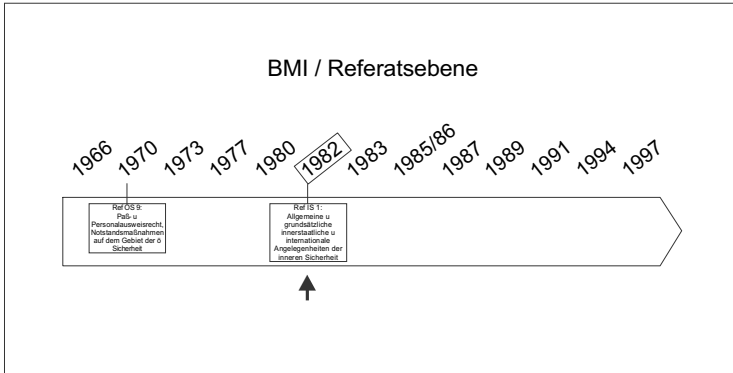 BMI / Referatsebene
1966
1970
1973
1977
1980
1982
1983
1985/86
1987
1989
1991
1994
1997
Ref ÖS 9:
Paß- u
Personalausweisrecht,
Notstandsmaßnahmen
auf dem Gebiet der ö
Sicherheit
Ref IS 1:
Allgemeine u
grundsätzliche
innerstaatliche u
internationale
Angelegenheiten der
inneren Sicherheit